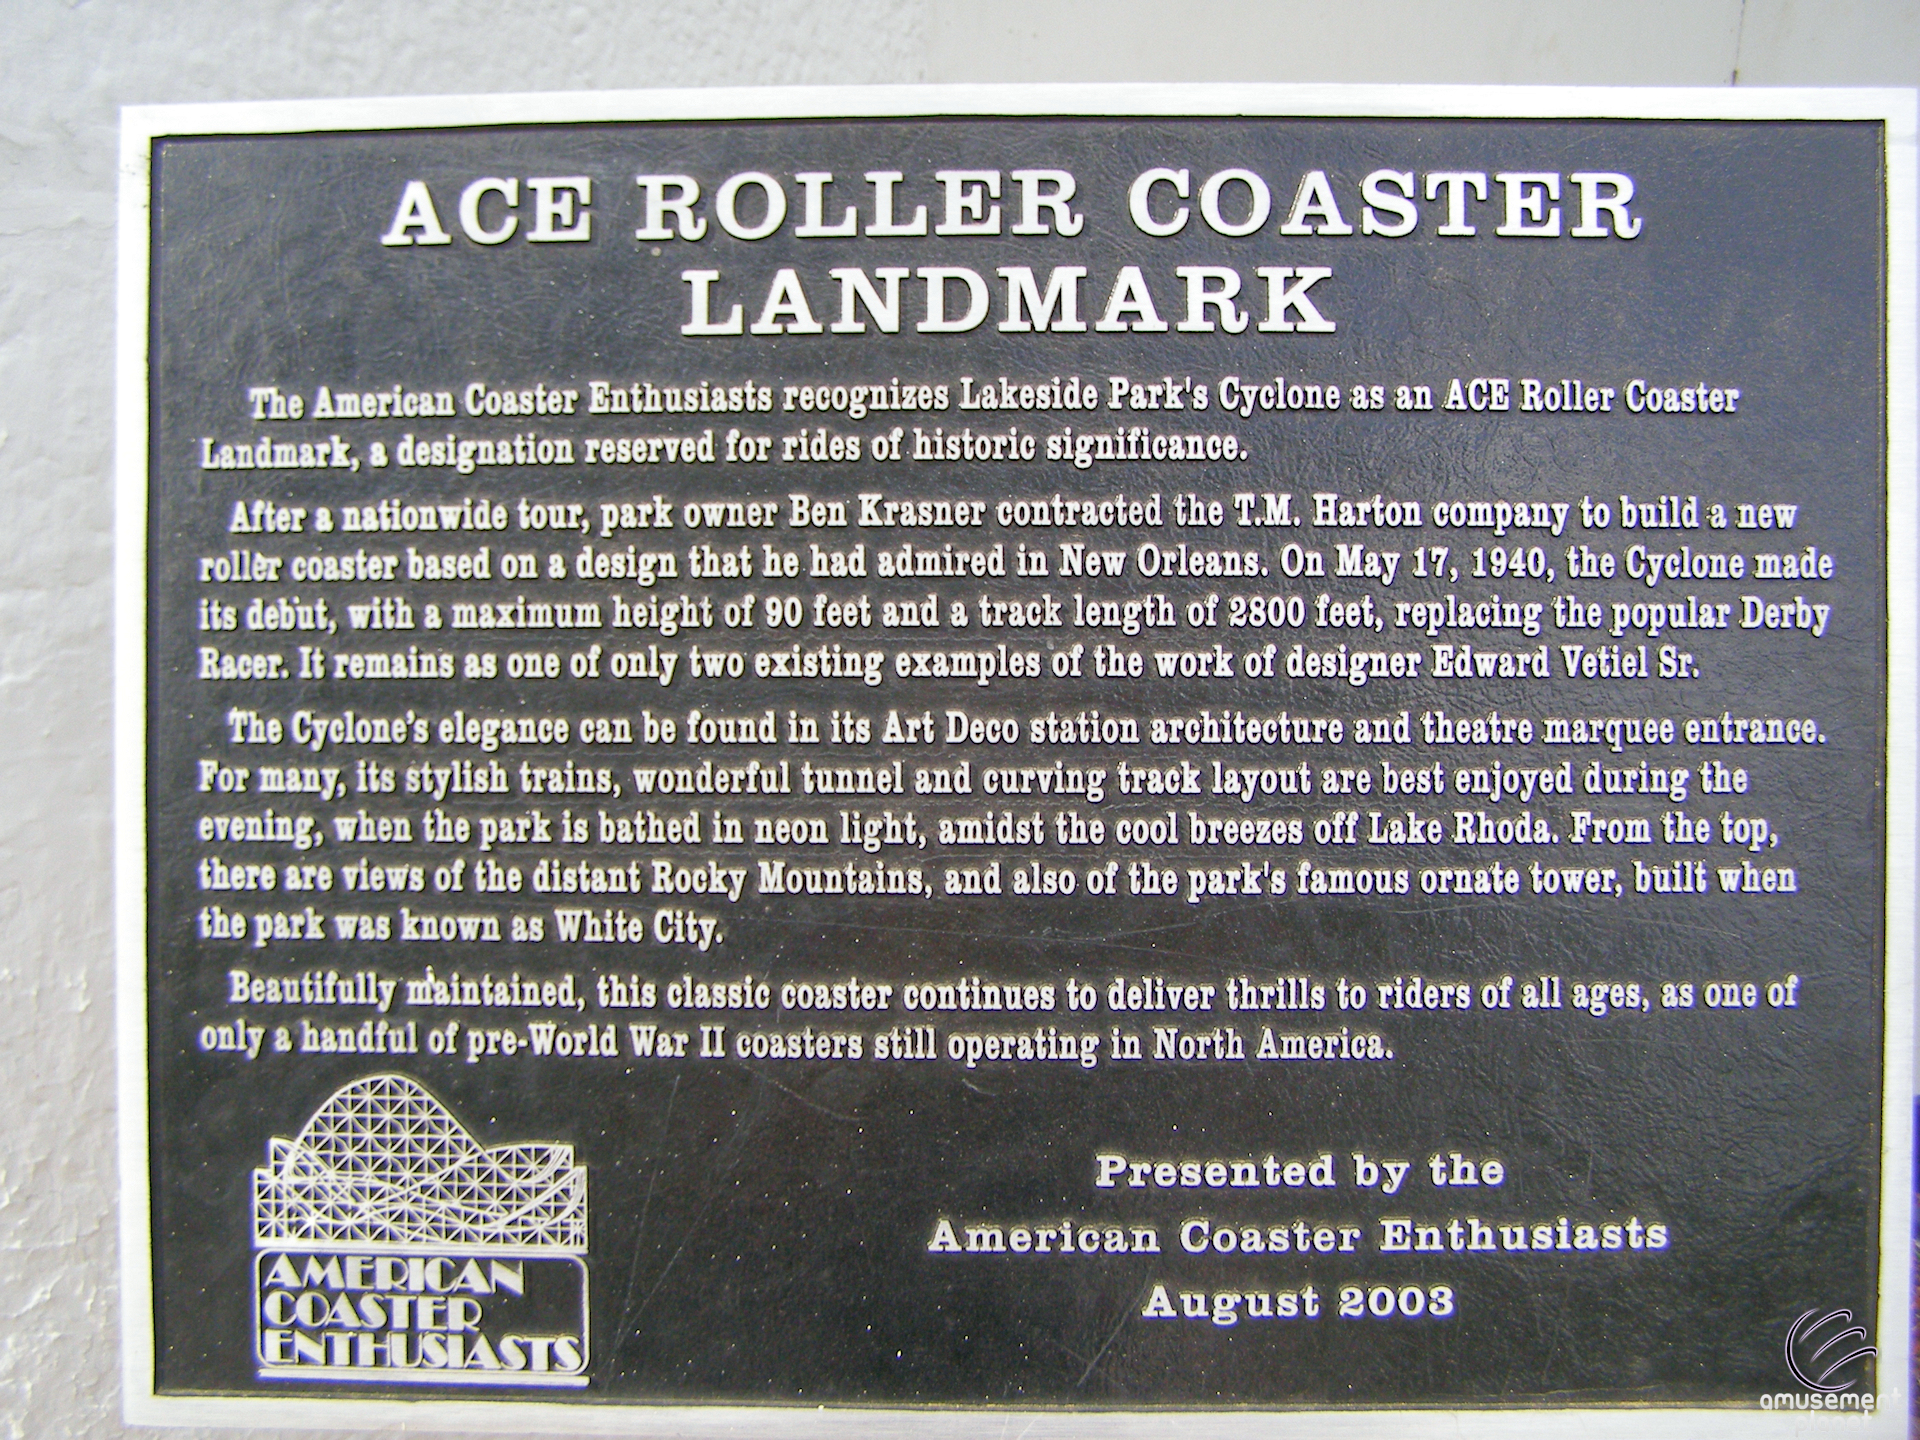 ACE ROLLER COASTER
LANDMARK
The American Coaster Enthusiasts recognizes Lakeside Park's Cyclone as an ACE Roller Coaster
Landmark, a designation reserved for rides of historic significance.
After a nationwide tour, park owner Ben Krasner contracted the T.M. Harton company to build a new
roller coaster based on a design that he had admired in New Orleans. On May 17, 1940, the Cyclone made
its debut, with a maximum height of 90 feet and a track length of 2800 feet, replacing the popular Derby
Racer. It remains as one of only two existing examples of the work of designer Edward Vetiel Sr.
The Cyclone's elegance can be found in its Art Deco station architecture and theatre marquee entrance.
For many, its stylish trains, wonderful tunnel and curving track layout are best enjoyed during the
evening, when the park is bathed in neon light, amidst the cool breezes off Lake Rhoda. From the top,
there are views of the distant Rocky Mountains, and also of the park's famous ornate tower, built when
the park was known as White City.
Beautifully maintained, this classic coaster continues to deliver thrills to riders of all ages, as one of
only a handful of pre-World War II coasters still operating in North America.
Presented by the
American Coaster Enthusiasts
August 2003
AMERICAN
COASTER
ENTHUSIASTS
amusement